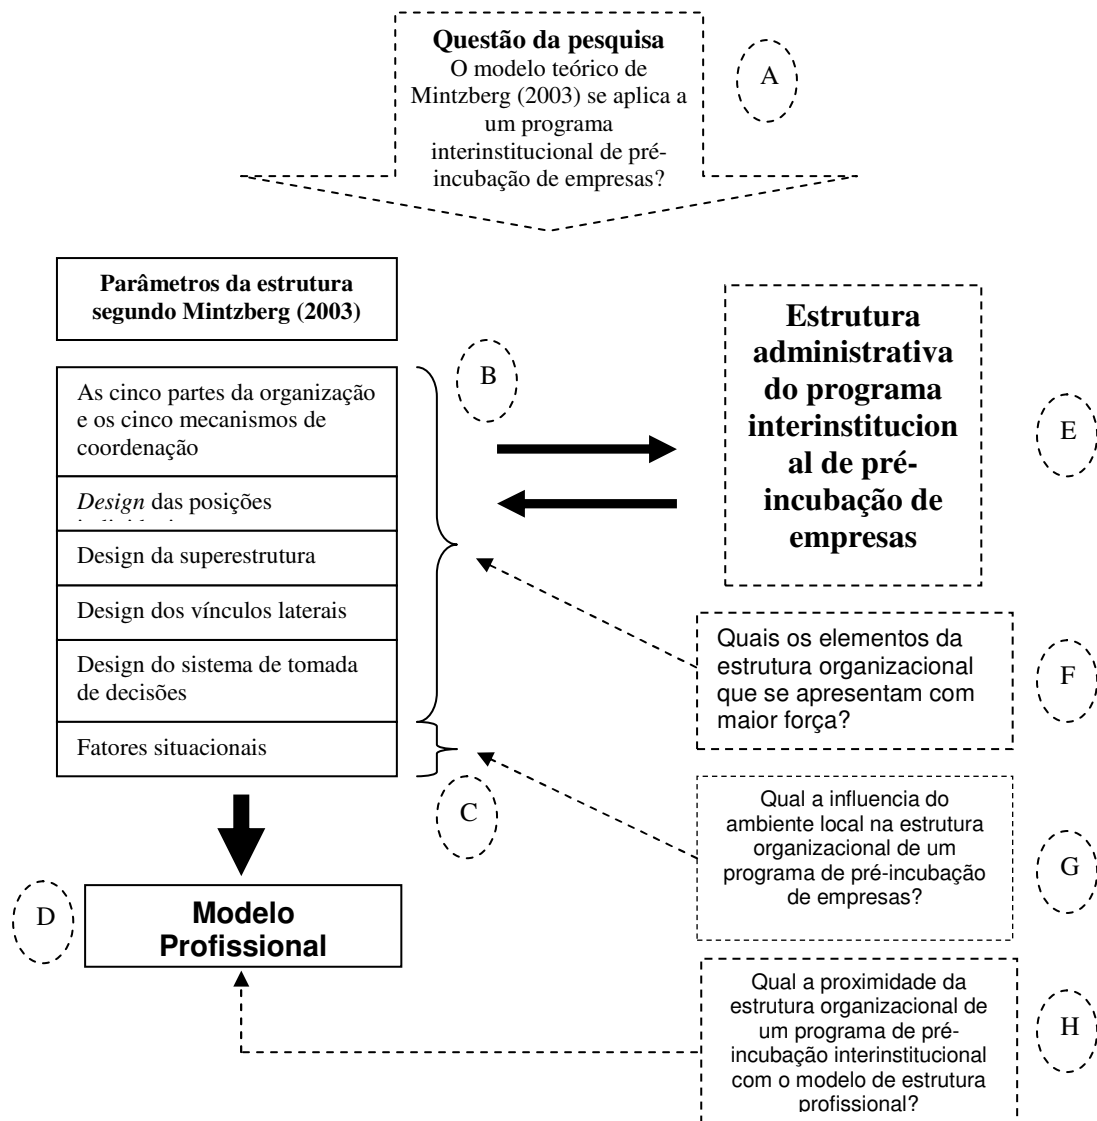 Questão da pesquisa
O modelo teórico de
Mintzberg (2003) se aplica a
um programa
interinstitucional de pré-
incubação de empresas?
A
Parâmetros da estrutura
segundo Mintzberg (2003)
As cinco partes da organização
e os cinco mecanismos de
coordenação
Design das posições
Design da superestrutura
Design dos vínculos laterais
Design do sistema de tomada
de decisões
Fatores situacionais
B
C
Estrutura
administrativa
do programa
interinstitucion
al de pré-
incubação de
empresas
E
Quais os elementos da
estrutura organizacional
que se apresentam com
maior força?
F
Qual a influencia do
ambiente local na estrutura
organizacional de um
programa de pré-incubação
de empresas?
G
D
Modelo
Profissional
Qual a proximidade da
estrutura organizacional de
um programa de pré-
incubação interinstitucional
com o modelo de estrutura
profissional?
H